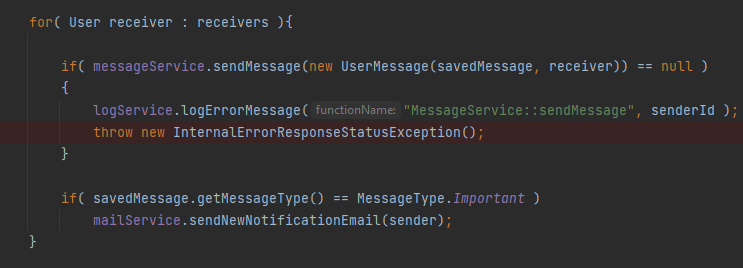 for( User receiver : receivers ){
if( messageService.sendMessage(new UserMessage(savedMessage, receiver)) == null )
{
logService.logErrorMessage( functionName: "MessageService::sendMessage", senderId );
throw new InternalErrorResponseStatusException();
}
if( savedMessage.getMessageType() == MessageType.Important )
mailService.sendNewNotificationEmail(sender);
}